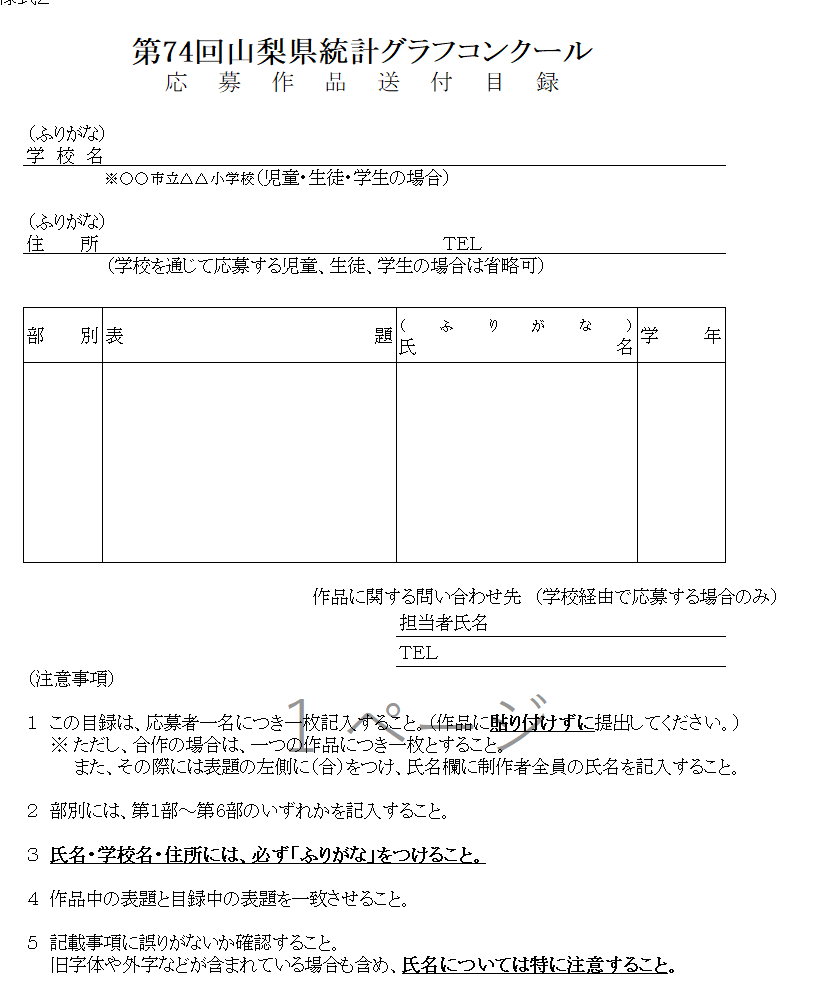 様式2
第74回山梨県統計グラフコンクール
応募作品送付目録
（ふりがな）
学校名
※○○市立△△小学校（児童・生徒・学生の場合）
（ふりがな）
住所 TEL
（学校を通じて応募する児童、生徒、学生の場合は省略可）
部別 表題 （ふりがな） 学年
氏名
作品に関する問い合わせ先　（学校経由で応募する場合のみ）
担当者氏名
TEL
（注意事項）
1ページ
１　この目録は、応募者一名につき一枚記入すること。（作品に貼り付けずに提出してください。）
※ただし、合作の場合は、一つの作品につき一枚とすること。
また、その際には表題の左側に（合）をつけ、氏名欄に制作者全員の氏名を記入すること。
２　部別には、第1部～第6部のいずれかを記入すること。
３　氏名・学校名・住所には、必ず「ふりがな」をつけること。
４　作品中の表題と目録中の表題を一致させること。
５　記載事項に誤りがないか確認すること。
旧字体や外字などが含まれている場合も含め、氏名については特に注意すること。